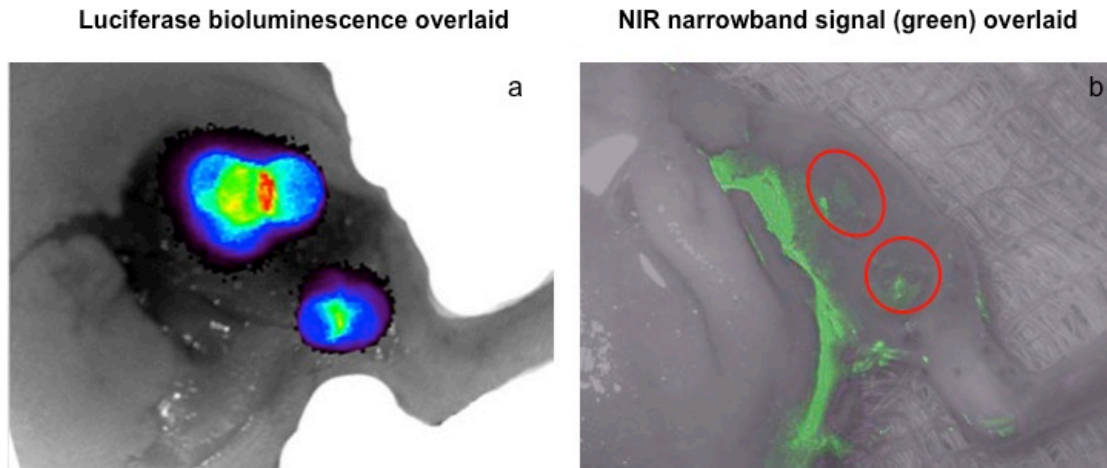 Luciferase bioluminescence overlaid
NIR narrowband signal (green) overlaid
a
b